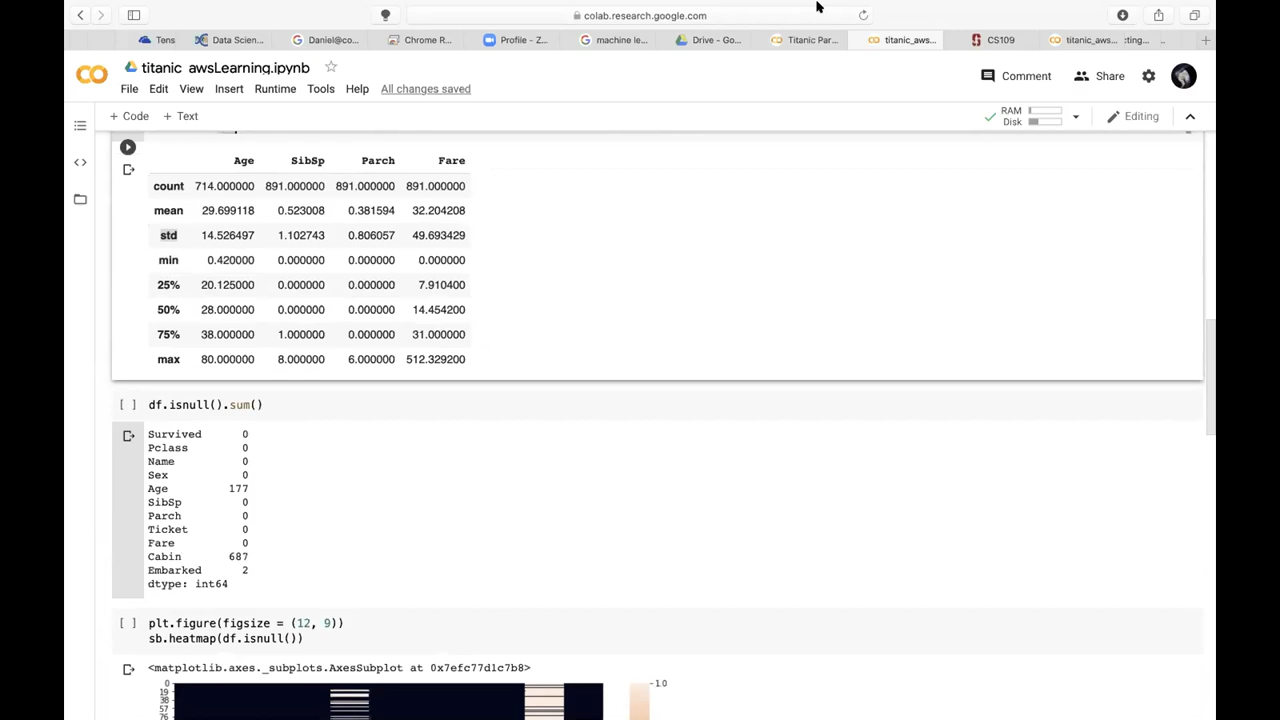 colab.research.google.com
Tens
Data Scien...
Daniel@co...
Chrome R...
Profile - Z...
machine le...
Drive - Go...
Titanic Par...
titanic_aws...
CS109
titanic_aws...
:ting...
titanic_awsLearning.ipynb
Comment
Share
File Edit View Insert Runtime Tools Help All changes saved
+ Code + Text
RAM
Disk
Editing
Age SibSp Parch Fare
count 714.000000 891.000000 891.000000 891.000000
mean 29.699118 0.523008 0.381594 32.204208
std 14.526497 1.102743 0.806057 49.693429
min 0.420000 0.000000 0.000000 0.000000
25% 20.125000 0.000000 0.000000 7.910400
50% 28.000000 0.000000 0.000000 14.454200
75% 38.000000 1.000000 0.000000 31.000000
max 80.000000 8.000000 6.000000 512.329200
[ ] df.isnull().sum()
Survived 0
Pclass 0
Name 0
Sex 0
Age 177
SibSp 0
Parch 0
Ticket 0
Fare 0
Cabin 687
Embarked 2
dtype: int64
[ ] plt.figure(figsize = (12, 9))
sb.heatmap(df.isnull())
<matplotlib.axes._subplots.AxesSubplot at 0x7efc77d1c7b8>
0
19
38
57
76
1.0